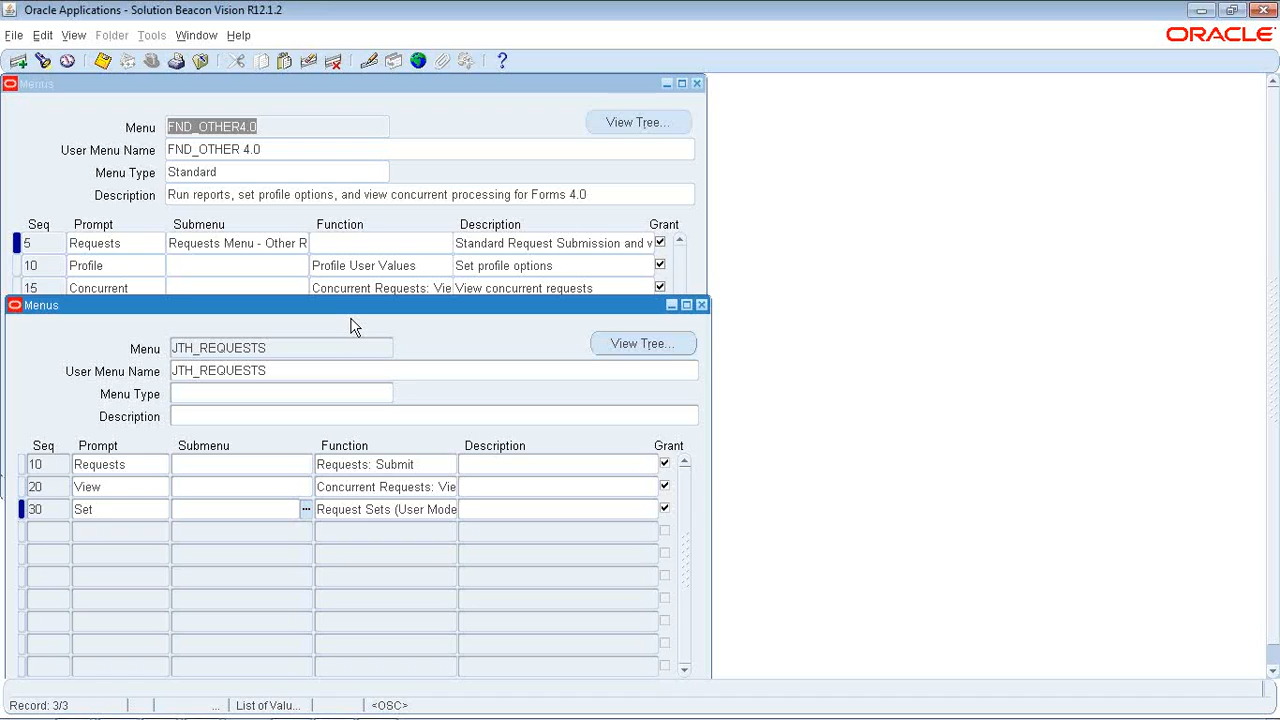 Oracle Applications - Solution Beacon Vision R12.1.2
File Edit View Folder Tools Window Help
ORACLE
Menus
Menu FND_OTHER4.0 View Tree...
User Menu Name FND_OTHER 4.0
Menu Type Standard
Description Run reports, set profile options, and view concurrent processing for Forms 4.0
Seq Prompt Submenu Function Description Grant
5 Requests Requests Menu - Other R Standard Request Submission and v
10 Profile Profile User Values Set profile options
15 Concurrent Concurrent Requests: Vie View concurrent requests
Menus
Menu JTH_REQUESTS View Tree...
User Menu Name JTH_REQUESTS
Menu Type
Description
Seq Prompt Submenu Function Description Grant
10 Requests Requests: Submit
20 View Concurrent Requests: Vie
30 Set ... Request Sets (User Mode
Record: 3/3 ... List of Valu... <OSC>